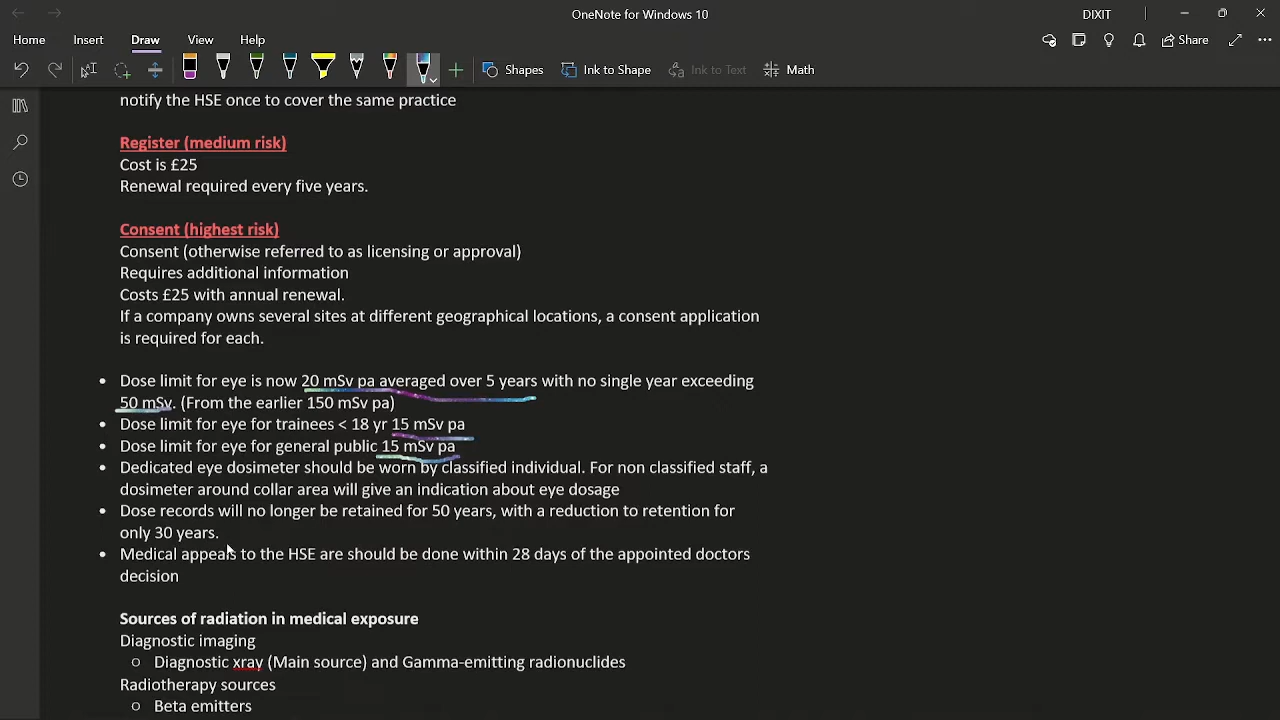 OneNote for Windows 10
DIXIT
Home Insert Draw View Help
Shapes Ink to Shape Ink to Text Math Share
notify the HSE once to cover the same practice
Register (medium risk)
Cost is £25
Renewal required every five years.
Consent (highest risk)
Consent (otherwise referred to as licensing or approval)
Requires additional information
Costs £25 with annual renewal.
If a company owns several sites at different geographical locations, a consent application
is required for each.
• Dose limit for eye is now 20 mSv pa averaged over 5 years with no single year exceeding
50 mSv. (From the earlier 150 mSv pa)
• Dose limit for eye for trainees < 18 yr 15 mSv pa
• Dose limit for eye for general public 15 mSv pa
• Dedicated eye dosimeter should be worn by classified individual. For non classified staff, a
dosimeter around collar area will give an indication about eye dosage
• Dose records will no longer be retained for 50 years, with a reduction to retention for
only 30 years.
• Medical appeals to the HSE are should be done within 28 days of the appointed doctors
decision
Sources of radiation in medical exposure
Diagnostic imaging
o Diagnostic xray (Main source) and Gamma-emitting radionuclides
Radiotherapy sources
o Beta emitters